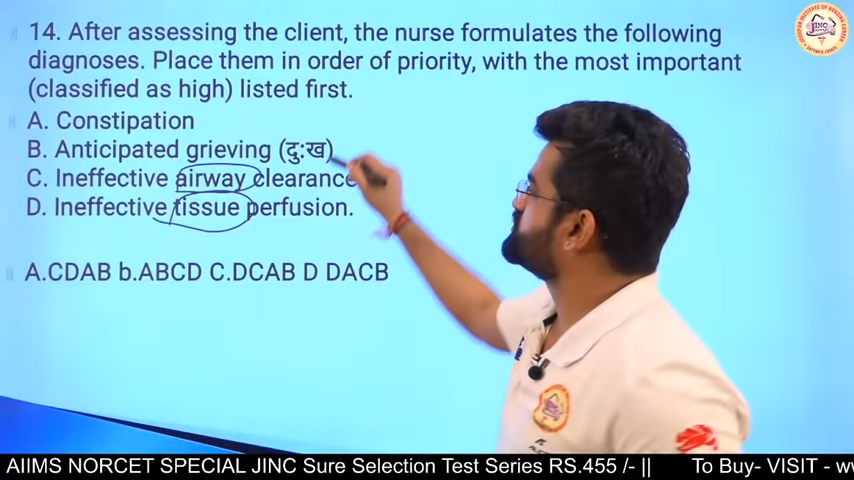 14. After assessing the client, the nurse formulates the following
diagnoses. Place them in order of priority, with the most important
(classified as high) listed first.
A. Constipation
B. Anticipated grieving (दु:ख)
C. Ineffective airway clearance
D. Ineffective tissue perfusion.
A.CDAB b.ABCD C.DCAB D DACB
JINC
AIIMS NORCET SPECIAL JINC Sure Selection Test Series RS.455 /- || To Buy- VISIT -